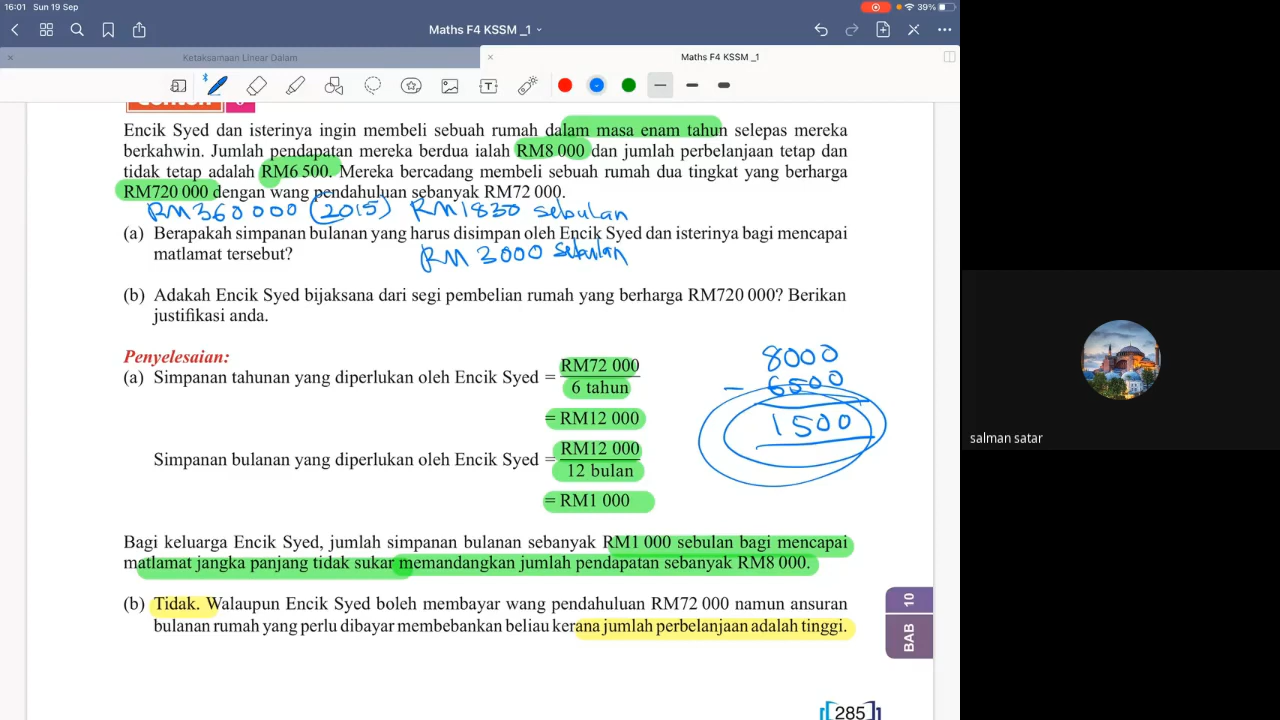 16:01 Sun 19 Sep
39%
Maths F4 KSSM _1
Ketaksamaan Linear Dalam
Maths F4 KSSM _1
Contoh 6
Encik Syed dan isterinya ingin membeli sebuah rumah dalam masa enam tahun selepas mereka
berkahwin. Jumlah pendapatan mereka berdua ialah RM8 000 dan jumlah perbelanjaan tetap dan
tidak tetap adalah RM6 500. Mereka bercadang membeli sebuah rumah dua tingkat yang berharga
RM720 000 dengan wang pendahuluan sebanyak RM72 000.
RM360 000 (2015) RM1830 sebulan
(a) Berapakah simpanan bulanan yang harus disimpan oleh Encik Syed dan isterinya bagi mencapai
matlamat tersebut?
RM 3000 sebulan
(b) Adakah Encik Syed bijaksana dari segi pembelian rumah yang berharga RM720 000? Berikan
justifikasi anda.
Penyelesaian:
(a) Simpanan tahunan yang diperlukan oleh Encik Syed = RM72 000
6 tahun
= RM12 000
Simpanan bulanan yang diperlukan oleh Encik Syed = RM12 000
12 bulan
= RM1 000
8000
– 6500
1500
Bagi keluarga Encik Syed, jumlah simpanan bulanan sebanyak RM1 000 sebulan bagi mencapai
matlamat jangka panjang tidak sukar memandangkan jumlah pendapatan sebanyak RM8 000.
(b) Tidak. Walaupun Encik Syed boleh membayar wang pendahuluan RM72 000 namun ansuran
bulanan rumah yang perlu dibayar membebankan beliau kerana jumlah perbelanjaan adalah tinggi.
BAB 10
285
salman satar